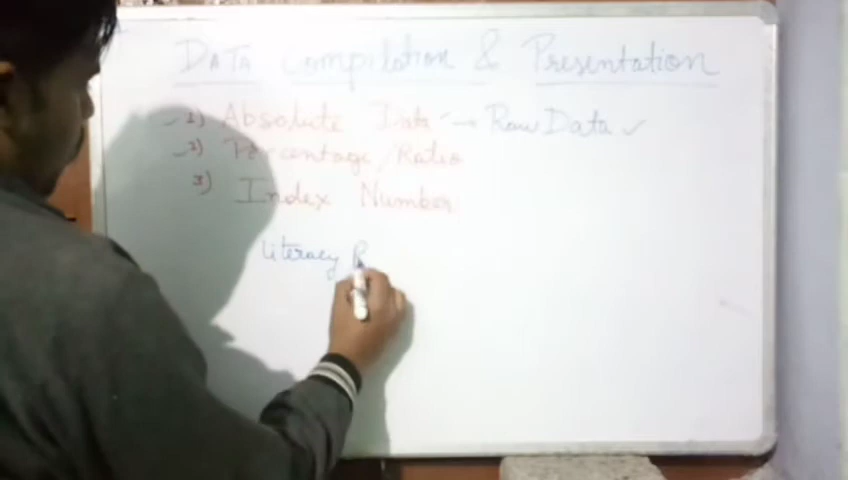 Data Compilation & Presentation
1) Absolute Data → Raw Data ✓
2) Percentage/Ratio
3) Index Number
Literacy R